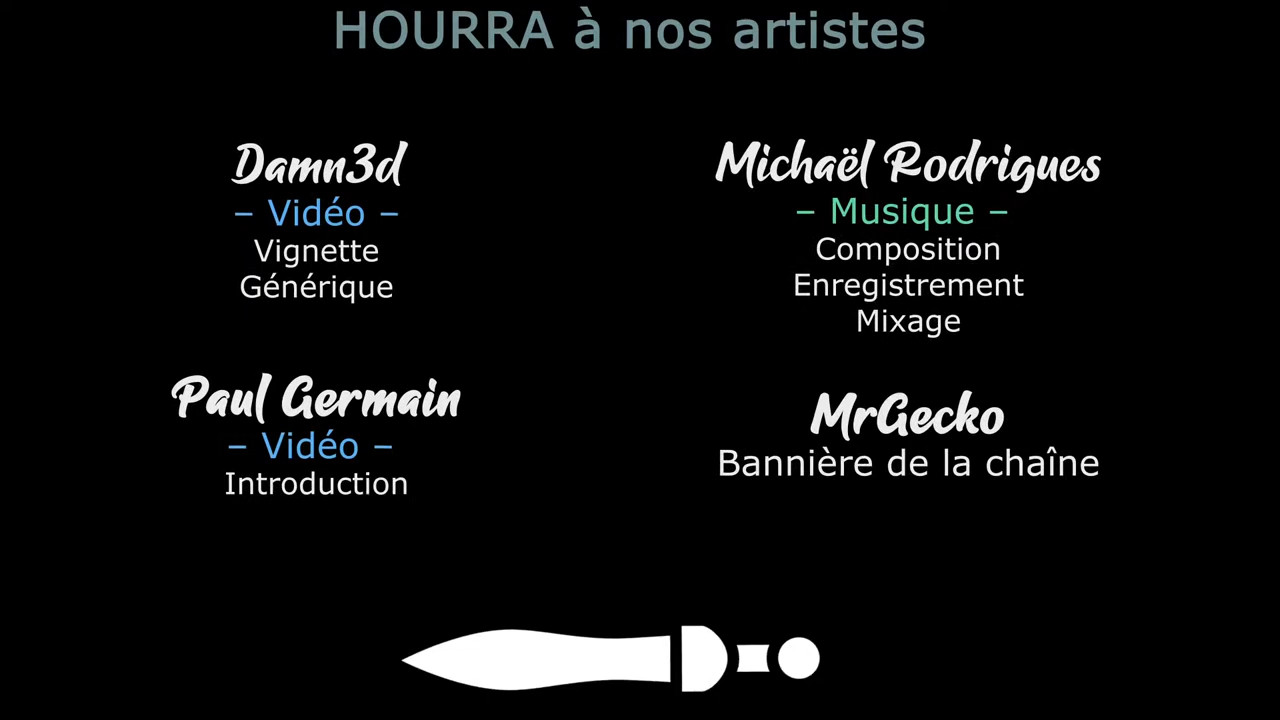 HOURRA à nos artistes
Damn3d
– Vidéo –
Vignette
Générique
Michaël Rodrigues
– Musique –
Composition
Enregistrement
Mixage
Paul Germain
– Vidéo –
Introduction
MrGecko
Bannière de la chaîne